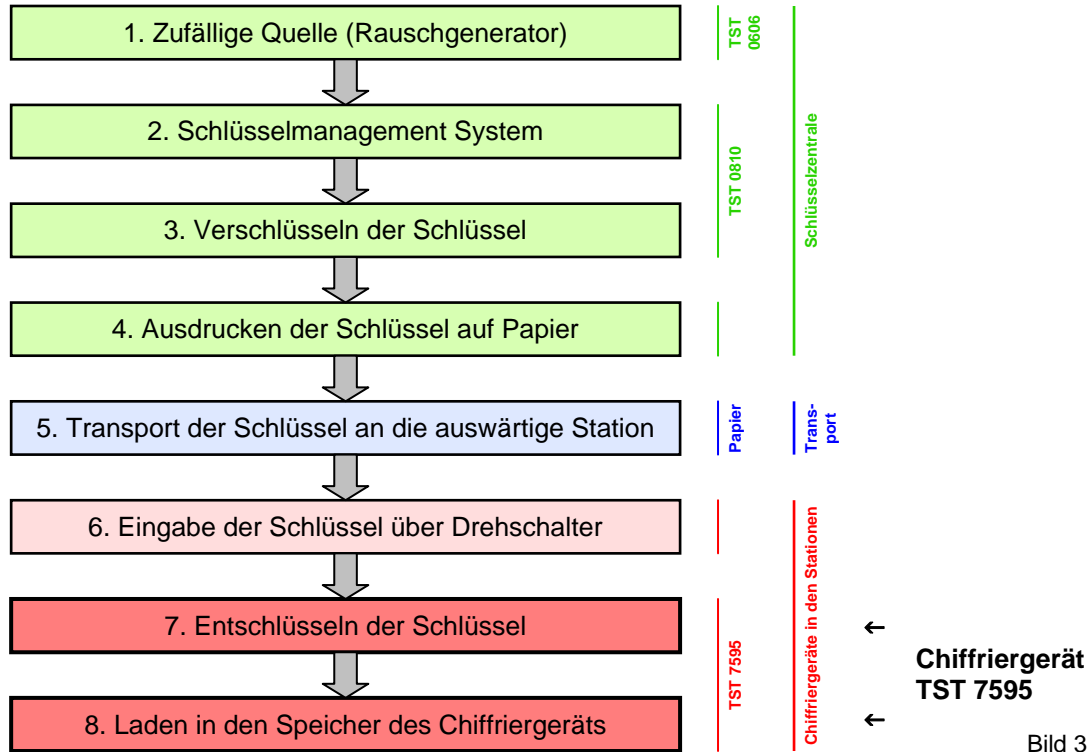 1. Zufällige Quelle (Rauschgenerator)
TST
0606
2. Schlüsselmanagement System
TST 0810
Schlüsselzentrale
3. Verschlüsseln der Schlüssel
4. Ausdrucken der Schlüssel auf Papier
5. Transport der Schlüssel an die auswärtige Station
Papier
Trans-
port
6. Eingabe der Schlüssel über Drehschalter
7. Entschlüsseln der Schlüssel
TST 7595
Chiffriergeräte in den Stationen
←
Chiffriergerät
TST 7595
8. Laden in den Speicher des Chiffriergeräts
←
Bild 3